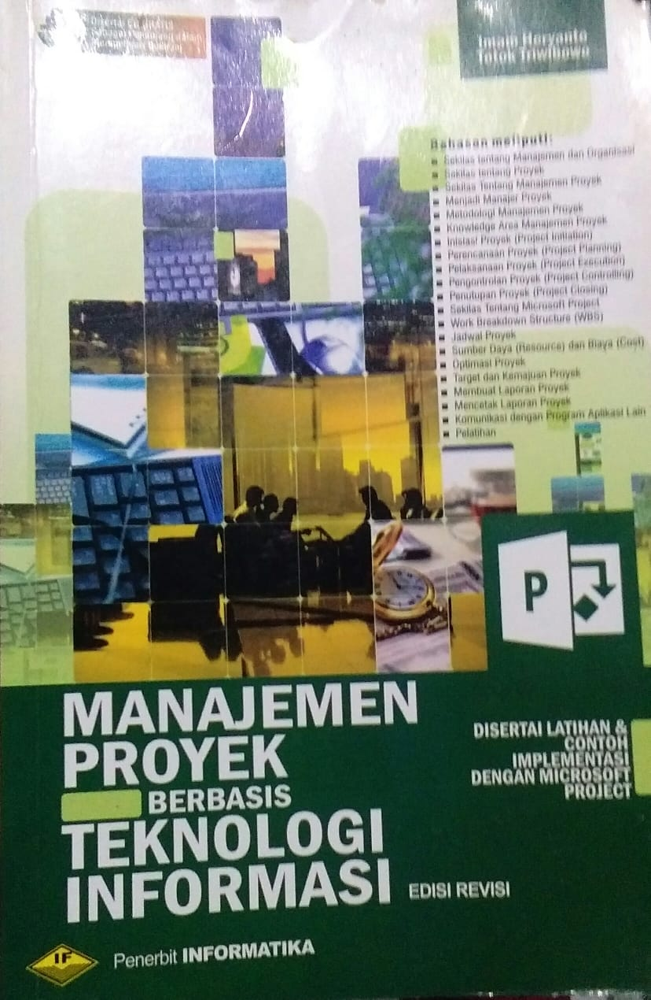 Imam Heryanto
Totok Triwibowo
Bahasan meliputi:
Sekilas tentang Manajemen dan Organisasi
Sekilas tentang Proyek
Sekilas Tentang Manajemen Proyek
Menjadi Manajer Proyek
Metodologi Manajemen Proyek
Knowledge Area Manajemen Proyek
Inisiasi Proyek (Project Initiation)
Perencanaan Proyek (Project Planning)
Pelaksanaan Proyek (Project Execution)
Pengontrolan Proyek (Project Controlling)
Penutupan Proyek (Project Closing)
Sekilas Tentang Microsoft Project
Work Breakdown Structure (WBS)
Jadwal Proyek
Sumber Daya (Resource) dan Biaya (Cost)
Optimasi Proyek
Target dan Kemajuan Proyek
Membuat Laporan Proyek
Mencetak Laporan Proyek
Komunikasi dengan Program Aplikasi Lain
Pelatihan
P
MANAJEMEN
PROYEK
BERBASIS
TEKNOLOGI
INFORMASI
EDISI REVISI
DISERTAI LATIHAN &
CONTOH
IMPLEMENTASI
DENGAN MICROSOFT
PROJECT
IF
Penerbit INFORMATIKA